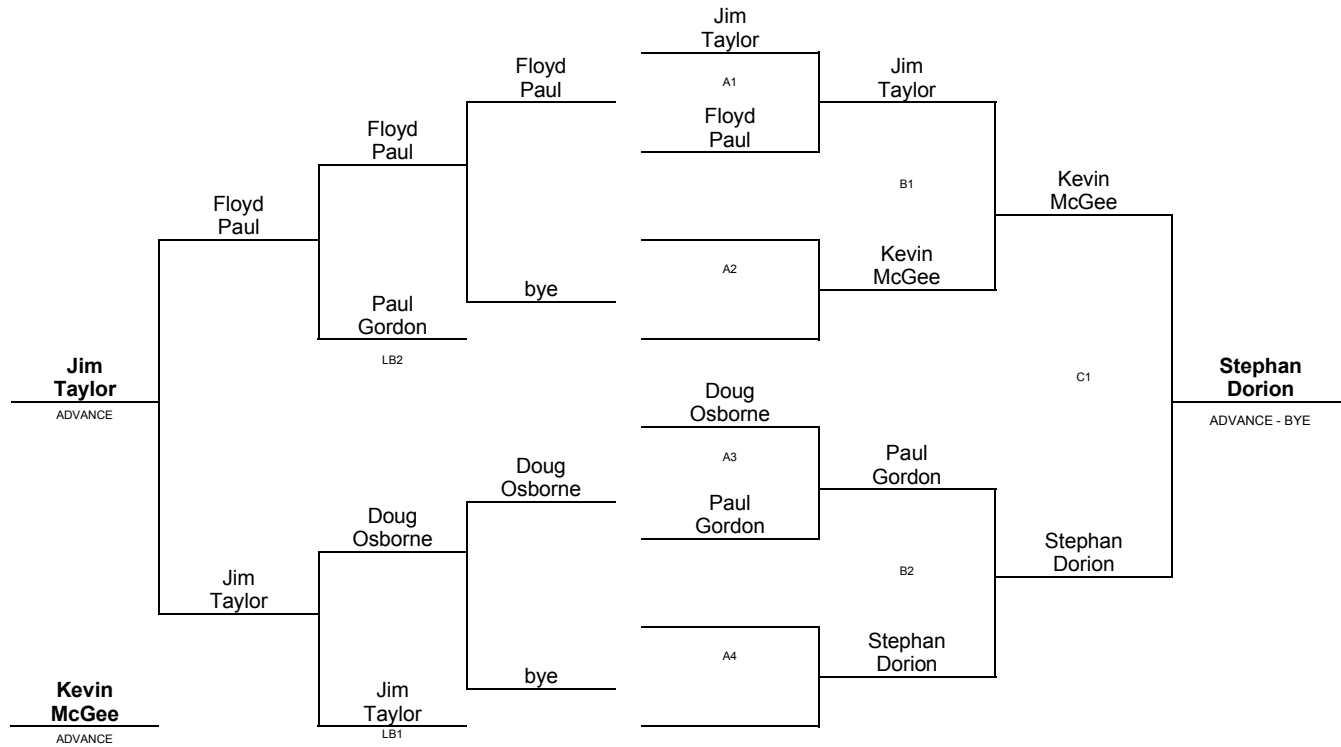 Jim
Taylor
Floyd
Paul
A1
Jim
Taylor
Floyd
Paul
Floyd
Paul
B1
Kevin
McGee
Floyd
Paul
A2
Kevin
McGee
bye
Paul
Gordon
LB2
Jim
Taylor
ADVANCE
C1
Stephan
Dorion
ADVANCE - BYE
Doug
Osborne
A3
Paul
Gordon
Doug
Osborne
Paul
Gordon
Doug
Osborne
Stephan
Dorion
B2
Jim
Taylor
A4
Stephan
Dorion
bye
Kevin
McGee
ADVANCE
Jim
Taylor
LB1